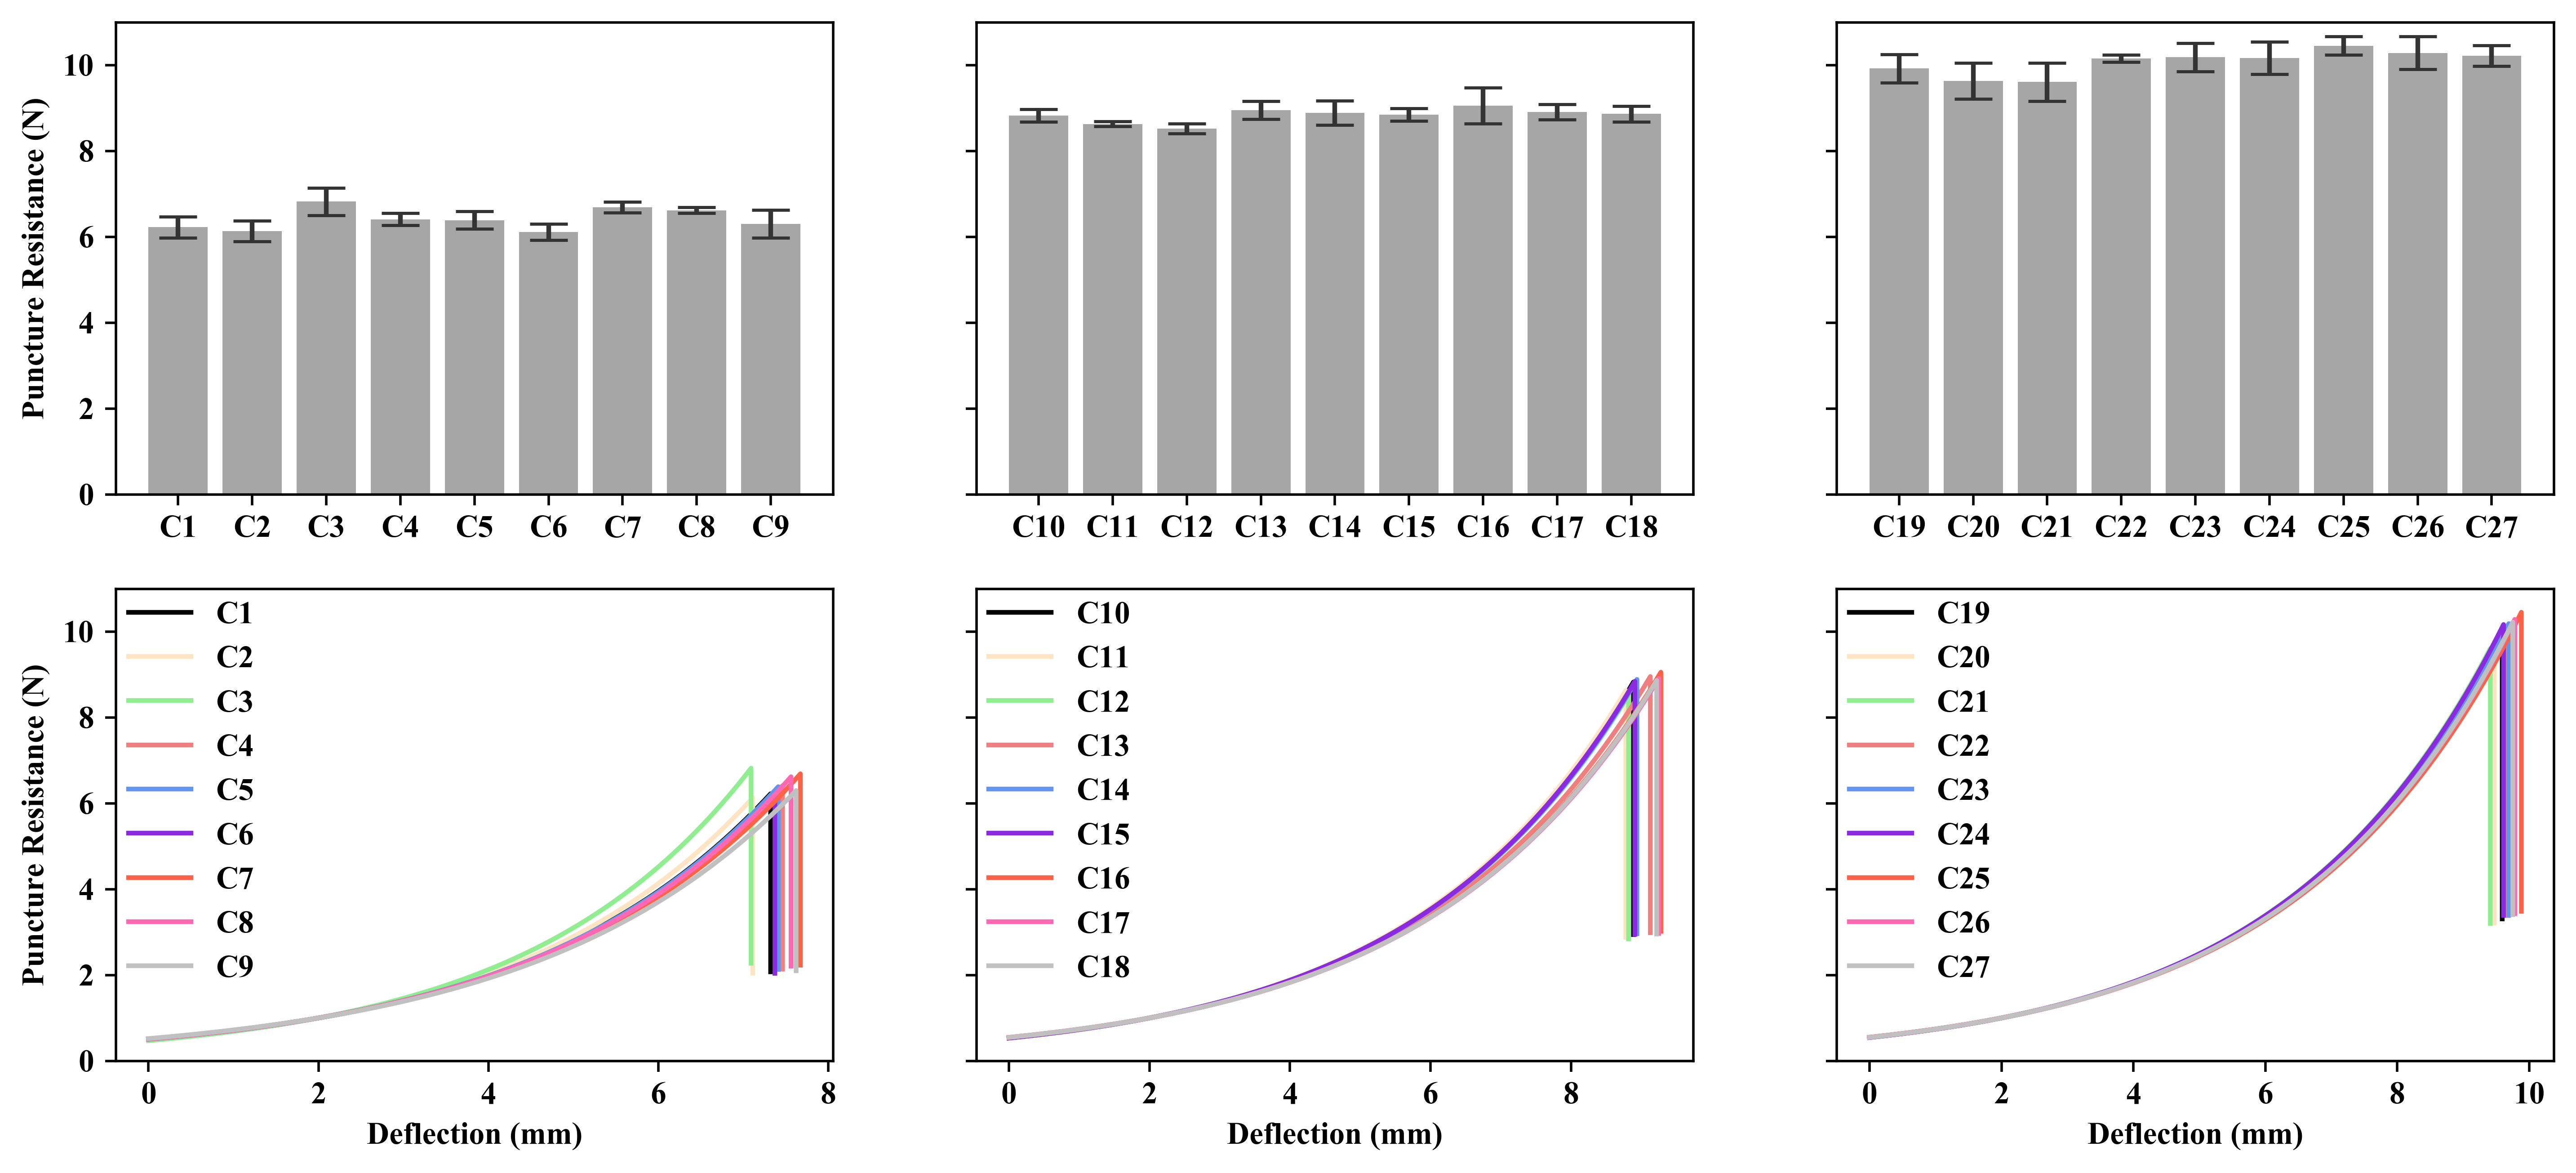 Puncture Resistance (N)
10
8
6
4
2
0
C1 C2 C3 C4 C5 C6 C7 C8 C9
C10 C11 C12 C13 C14 C15 C16 C17 C18
C19 C20 C21 C22 C23 C24 C25 C26 C27
Puncture Resistance (N)
10
8
6
4
2
0
C1
C2
C3
C4
C5
C6
C7
C8
C9
0 2 4 6 8
Deflection (mm)
C10
C11
C12
C13
C14
C15
C16
C17
C18
0 2 4 6 8
Deflection (mm)
C19
C20
C21
C22
C23
C24
C25
C26
C27
0 2 4 6 8 10
Deflection (mm)